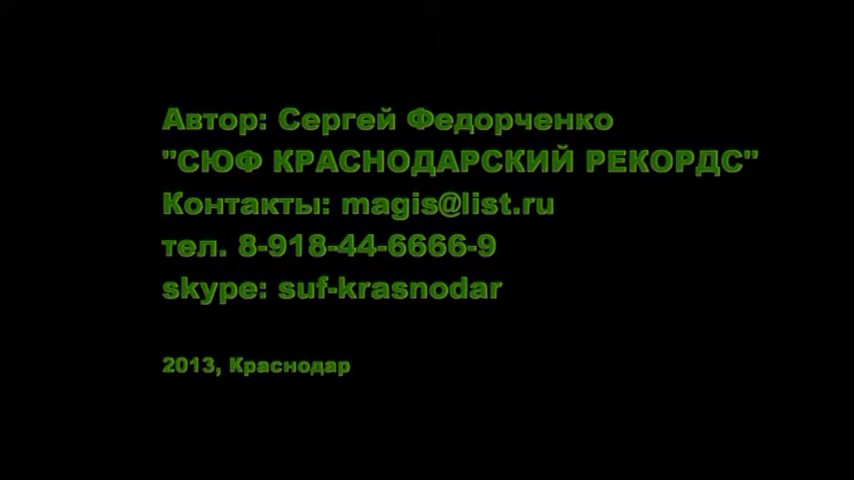 Автор: Сергей Федорченко
"СЮФ КРАСНОДАРСКИЙ РЕКОРДС"
Контакты: magis@list.ru
тел. 8-918-44-6666-9
skype: suf-krasnodar
2013, Краснодар